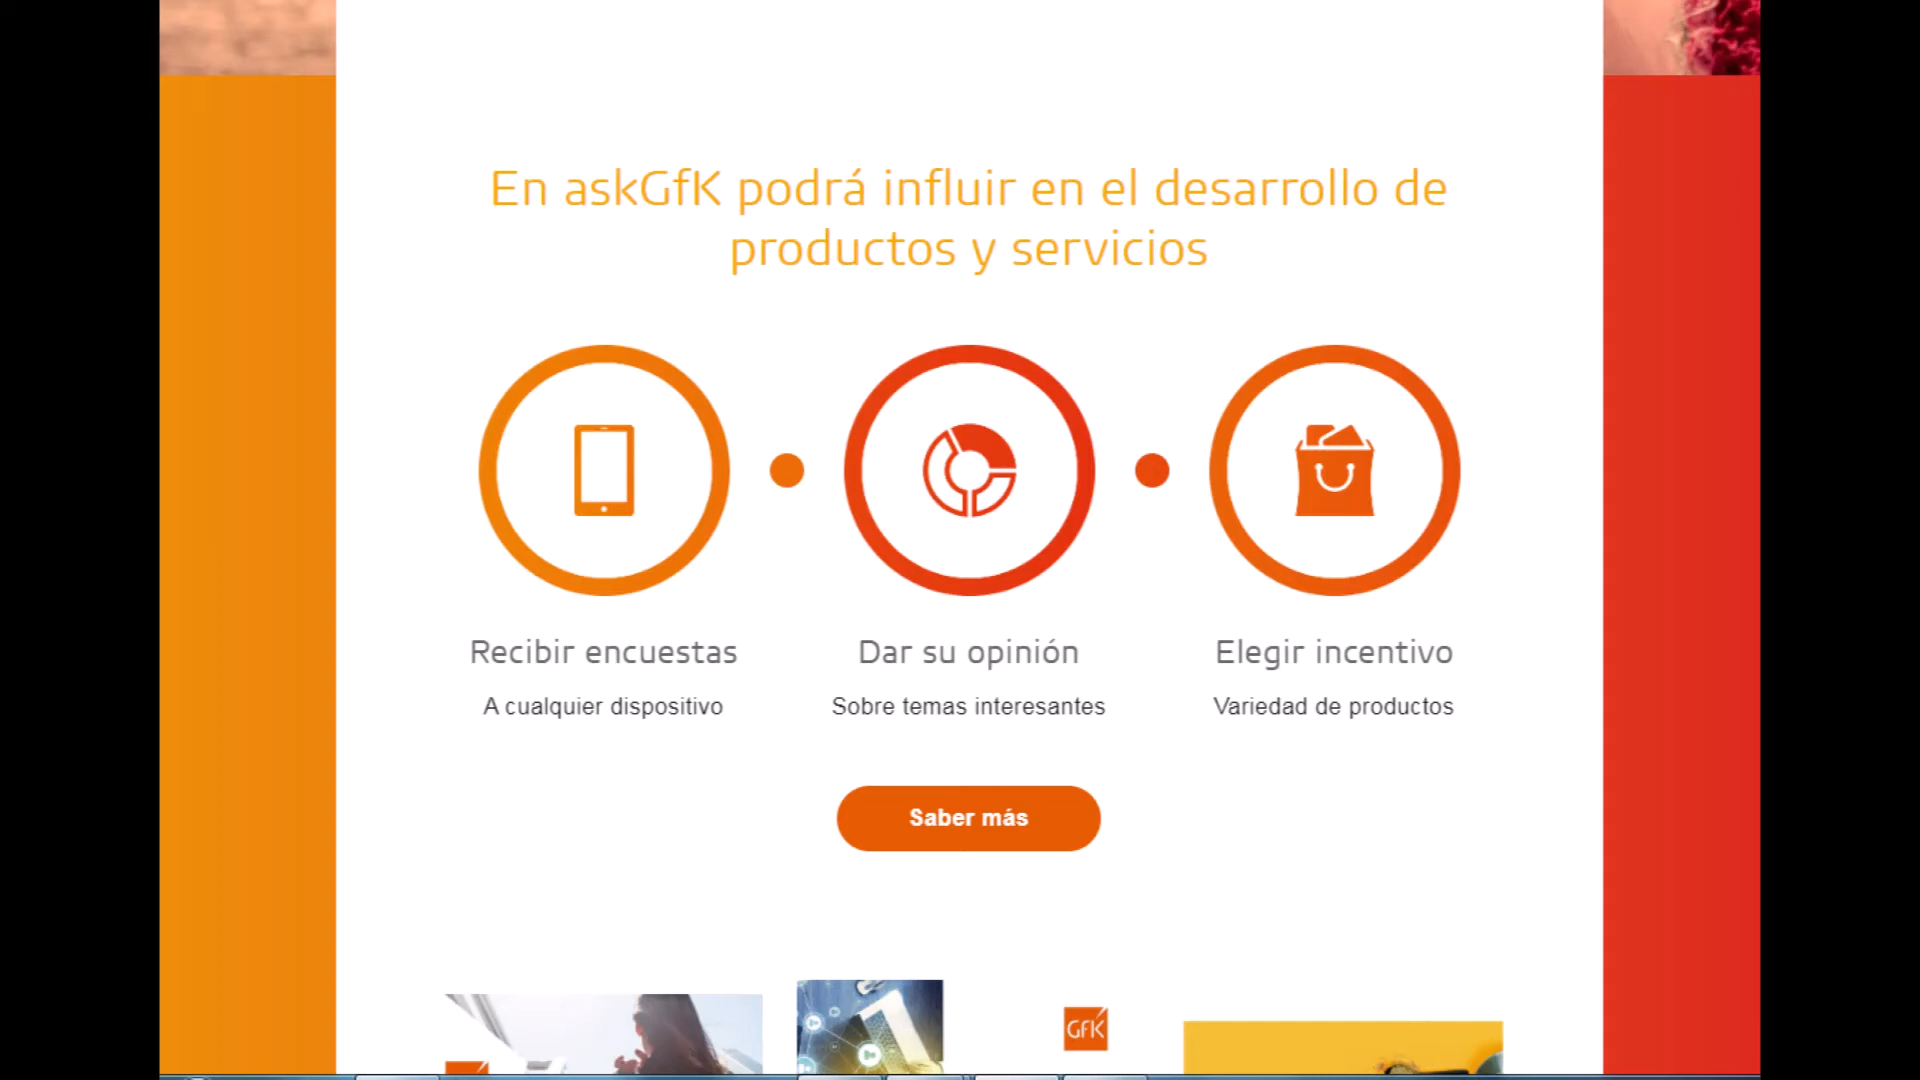 En askGfK podrá influir en el desarrollo de
productos y servicios
Recibir encuestas
Dar su opinión
Elegir incentivo
A cualquier dispositivo
Sobre temas interesantes
Variedad de productos
Saber más
GfK